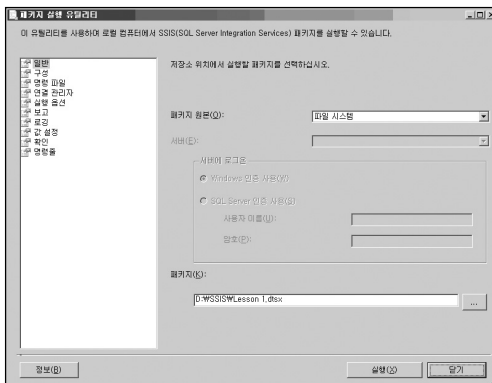 패키지 실행 유틸리티
이 유틸리티를 사용하여 로컬 컴퓨터에서 SSIS(SQL Server Integration Services) 패키지를 실행할 수 있습니다.
일반
구성
명령 파일
연결 관리자
실행 옵션
보고
로깅
값 설정
확인
명령줄
저장소 위치에서 실행할 패키지를 선택하십시오.
패키지 원본(O):
파일 시스템
서버(E):
서버에 로그온
Windows 인증 사용(W)
SQL Server 인증 사용(S)
사용자 이름(U):
암호(P):
패키지(K):
D:₩SSIS₩Lesson 1.dtsx
...
정보(B)
실행(X)
닫기